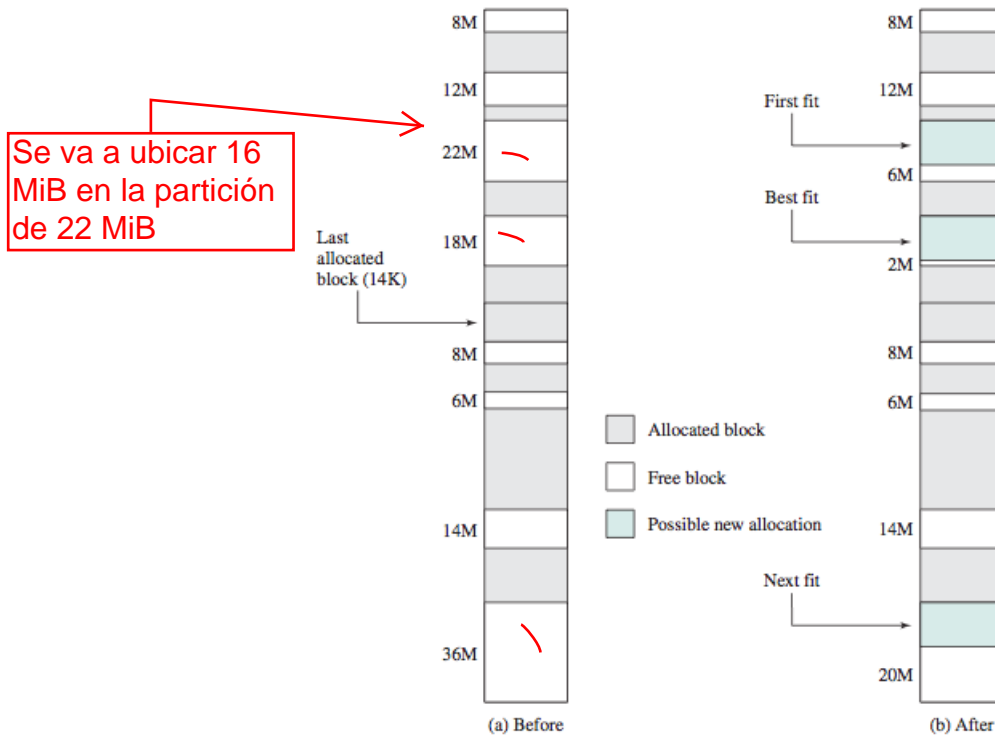 8M
12M
Se va a ubicar 16
MiB en la partición
de 22 MiB
22M
18M
Last
allocated
block (14K)
8M
6M
14M
36M
(a) Before
Allocated block
Free block
Possible new allocation
8M
12M
First fit
6M
Best fit
2M
8M
6M
14M
Next fit
20M
(b) After